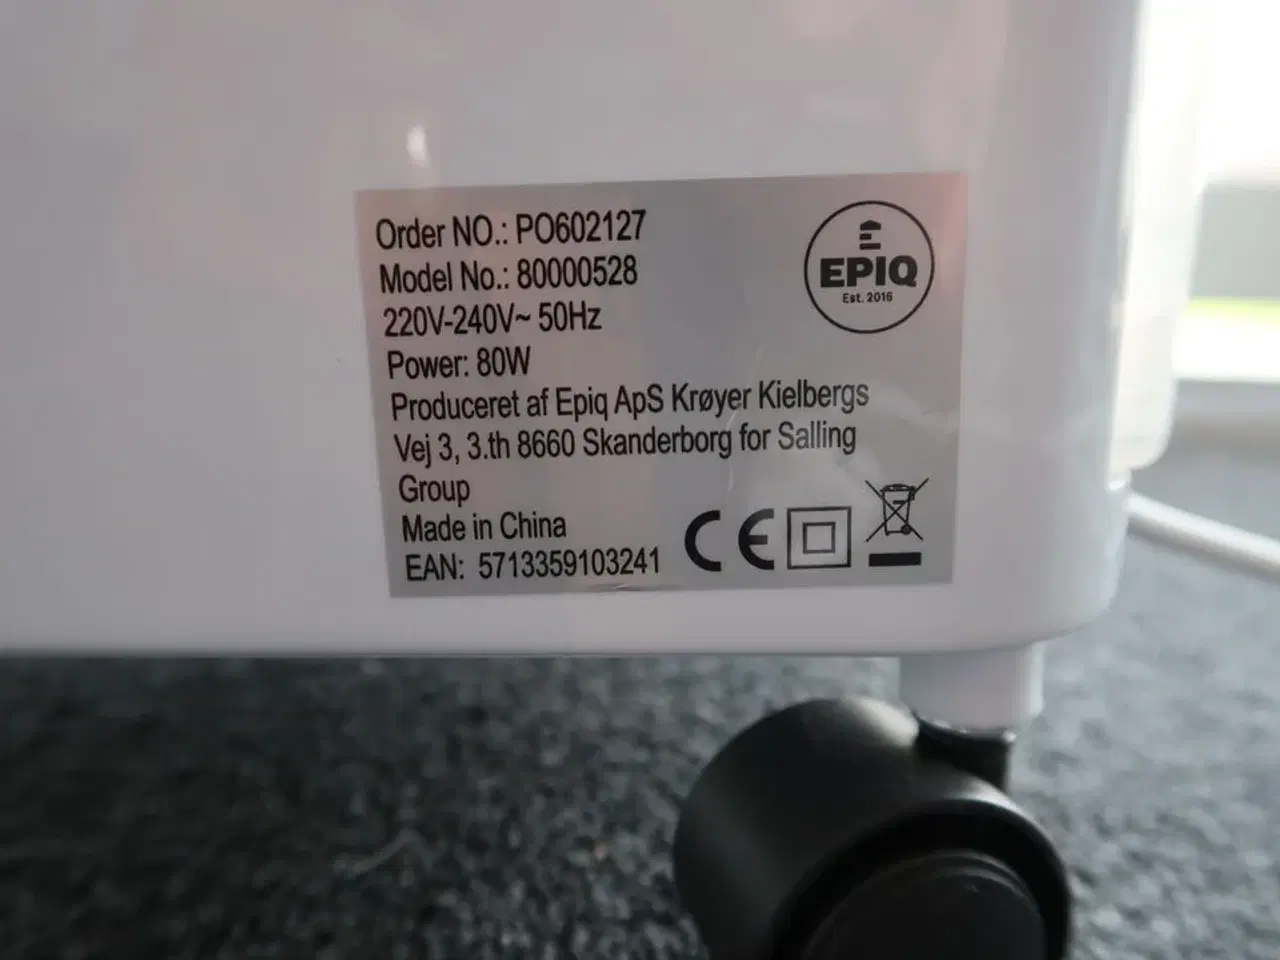 Order NO.: PO602127
Model No.: 80000528
220V-240V~ 50Hz
Power: 80W
Produceret af Epiq ApS Krøyer Kielbergs
Vej 3, 3.th 8660 Skanderborg for Salling
Group
Made in China
EAN: 5713359103241
EPIQ
Est. 2016
CE